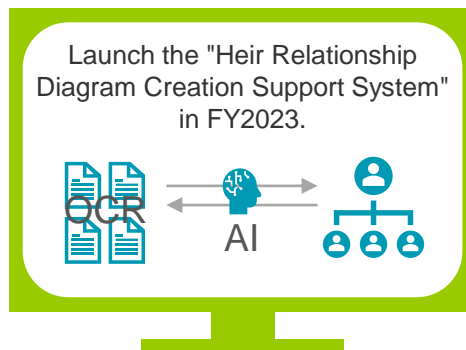 Launch the "Heir Relationship
Diagram Creation Support System"
in FY2023.
OCR
AI